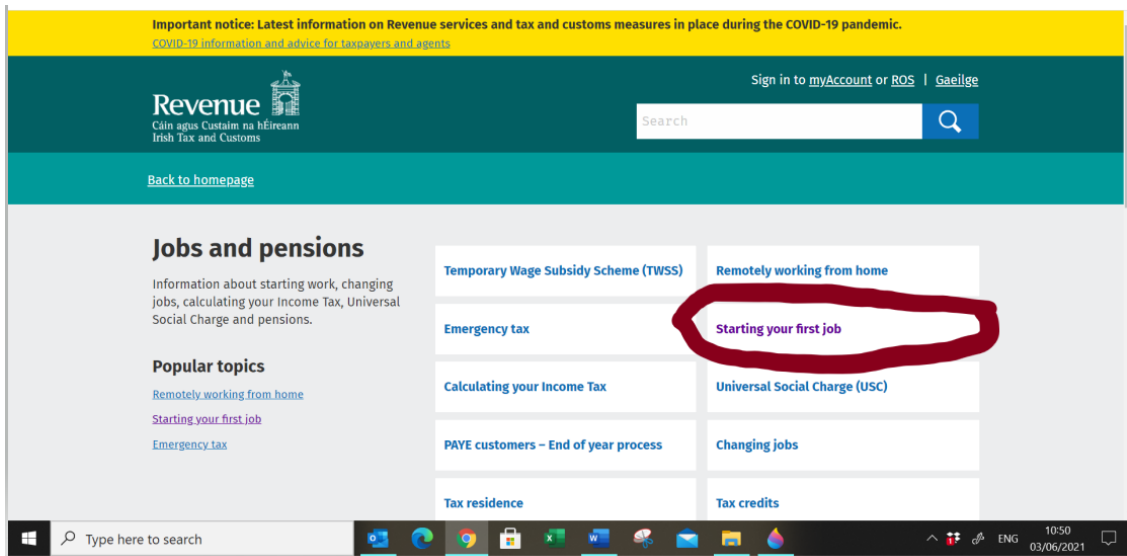 Important notice: Latest information on Revenue services and tax and customs measures in place during the COVID-19 pandemic.
COVID-19 information and advice for taxpayers and agents
Sign in to myAccount or ROS | Gaeilge
Revenue
Cáin agus Custaim na hÉireann
Irish Tax and Customs
Search
Back to homepage
Jobs and pensions
Information about starting work, changing
jobs, calculating your Income Tax, Universal
Social Charge and pensions.
Popular topics
Remotely working from home
Starting your first job
Emergency tax
Temporary Wage Subsidy Scheme (TWSS)
Remotely working from home
Emergency tax
Starting your first job
Calculating your Income Tax
Universal Social Charge (USC)
PAYE customers – End of year process
Changing jobs
Tax residence
Tax credits
Type here to search
ENG
10:50
03/06/2021